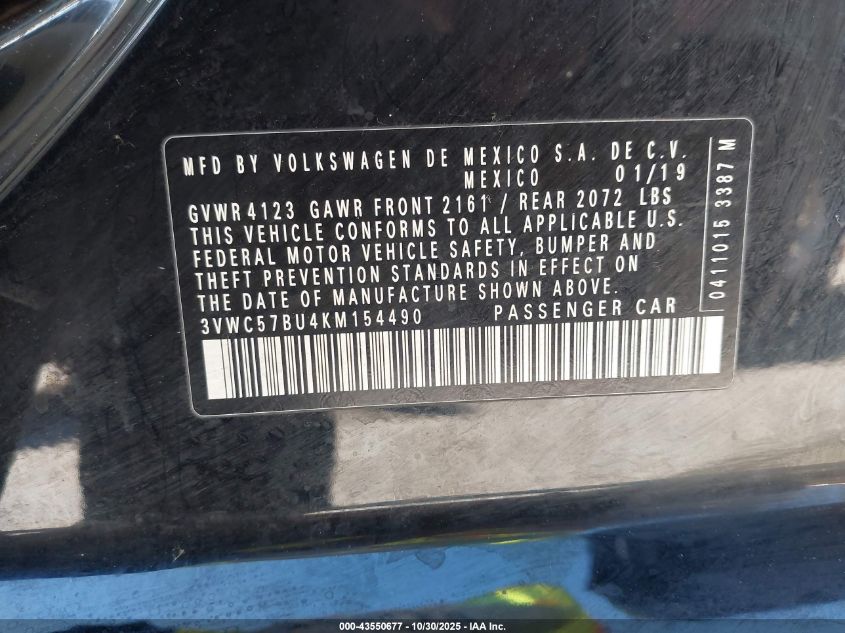 MFD BY VOLKSWAGEN DE MEXICO S.A. DE C.V.
MEXICO 01/19
GVWR 4123 GAWR FRONT 2161 / REAR 2072 LBS
THIS VEHICLE CONFORMS TO ALL APPLICABLE U.S.
FEDERAL MOTOR VEHICLE SAFETY, BUMPER AND
THEFT PREVENTION STANDARDS IN EFFECT ON
THE DATE OF MANUFACTURE SHOWN ABOVE.
3VWC57BU4KM154490 PASSENGER CAR
0411015 3387 M
000-43550677 - 10/30/2025 - IAA Inc.